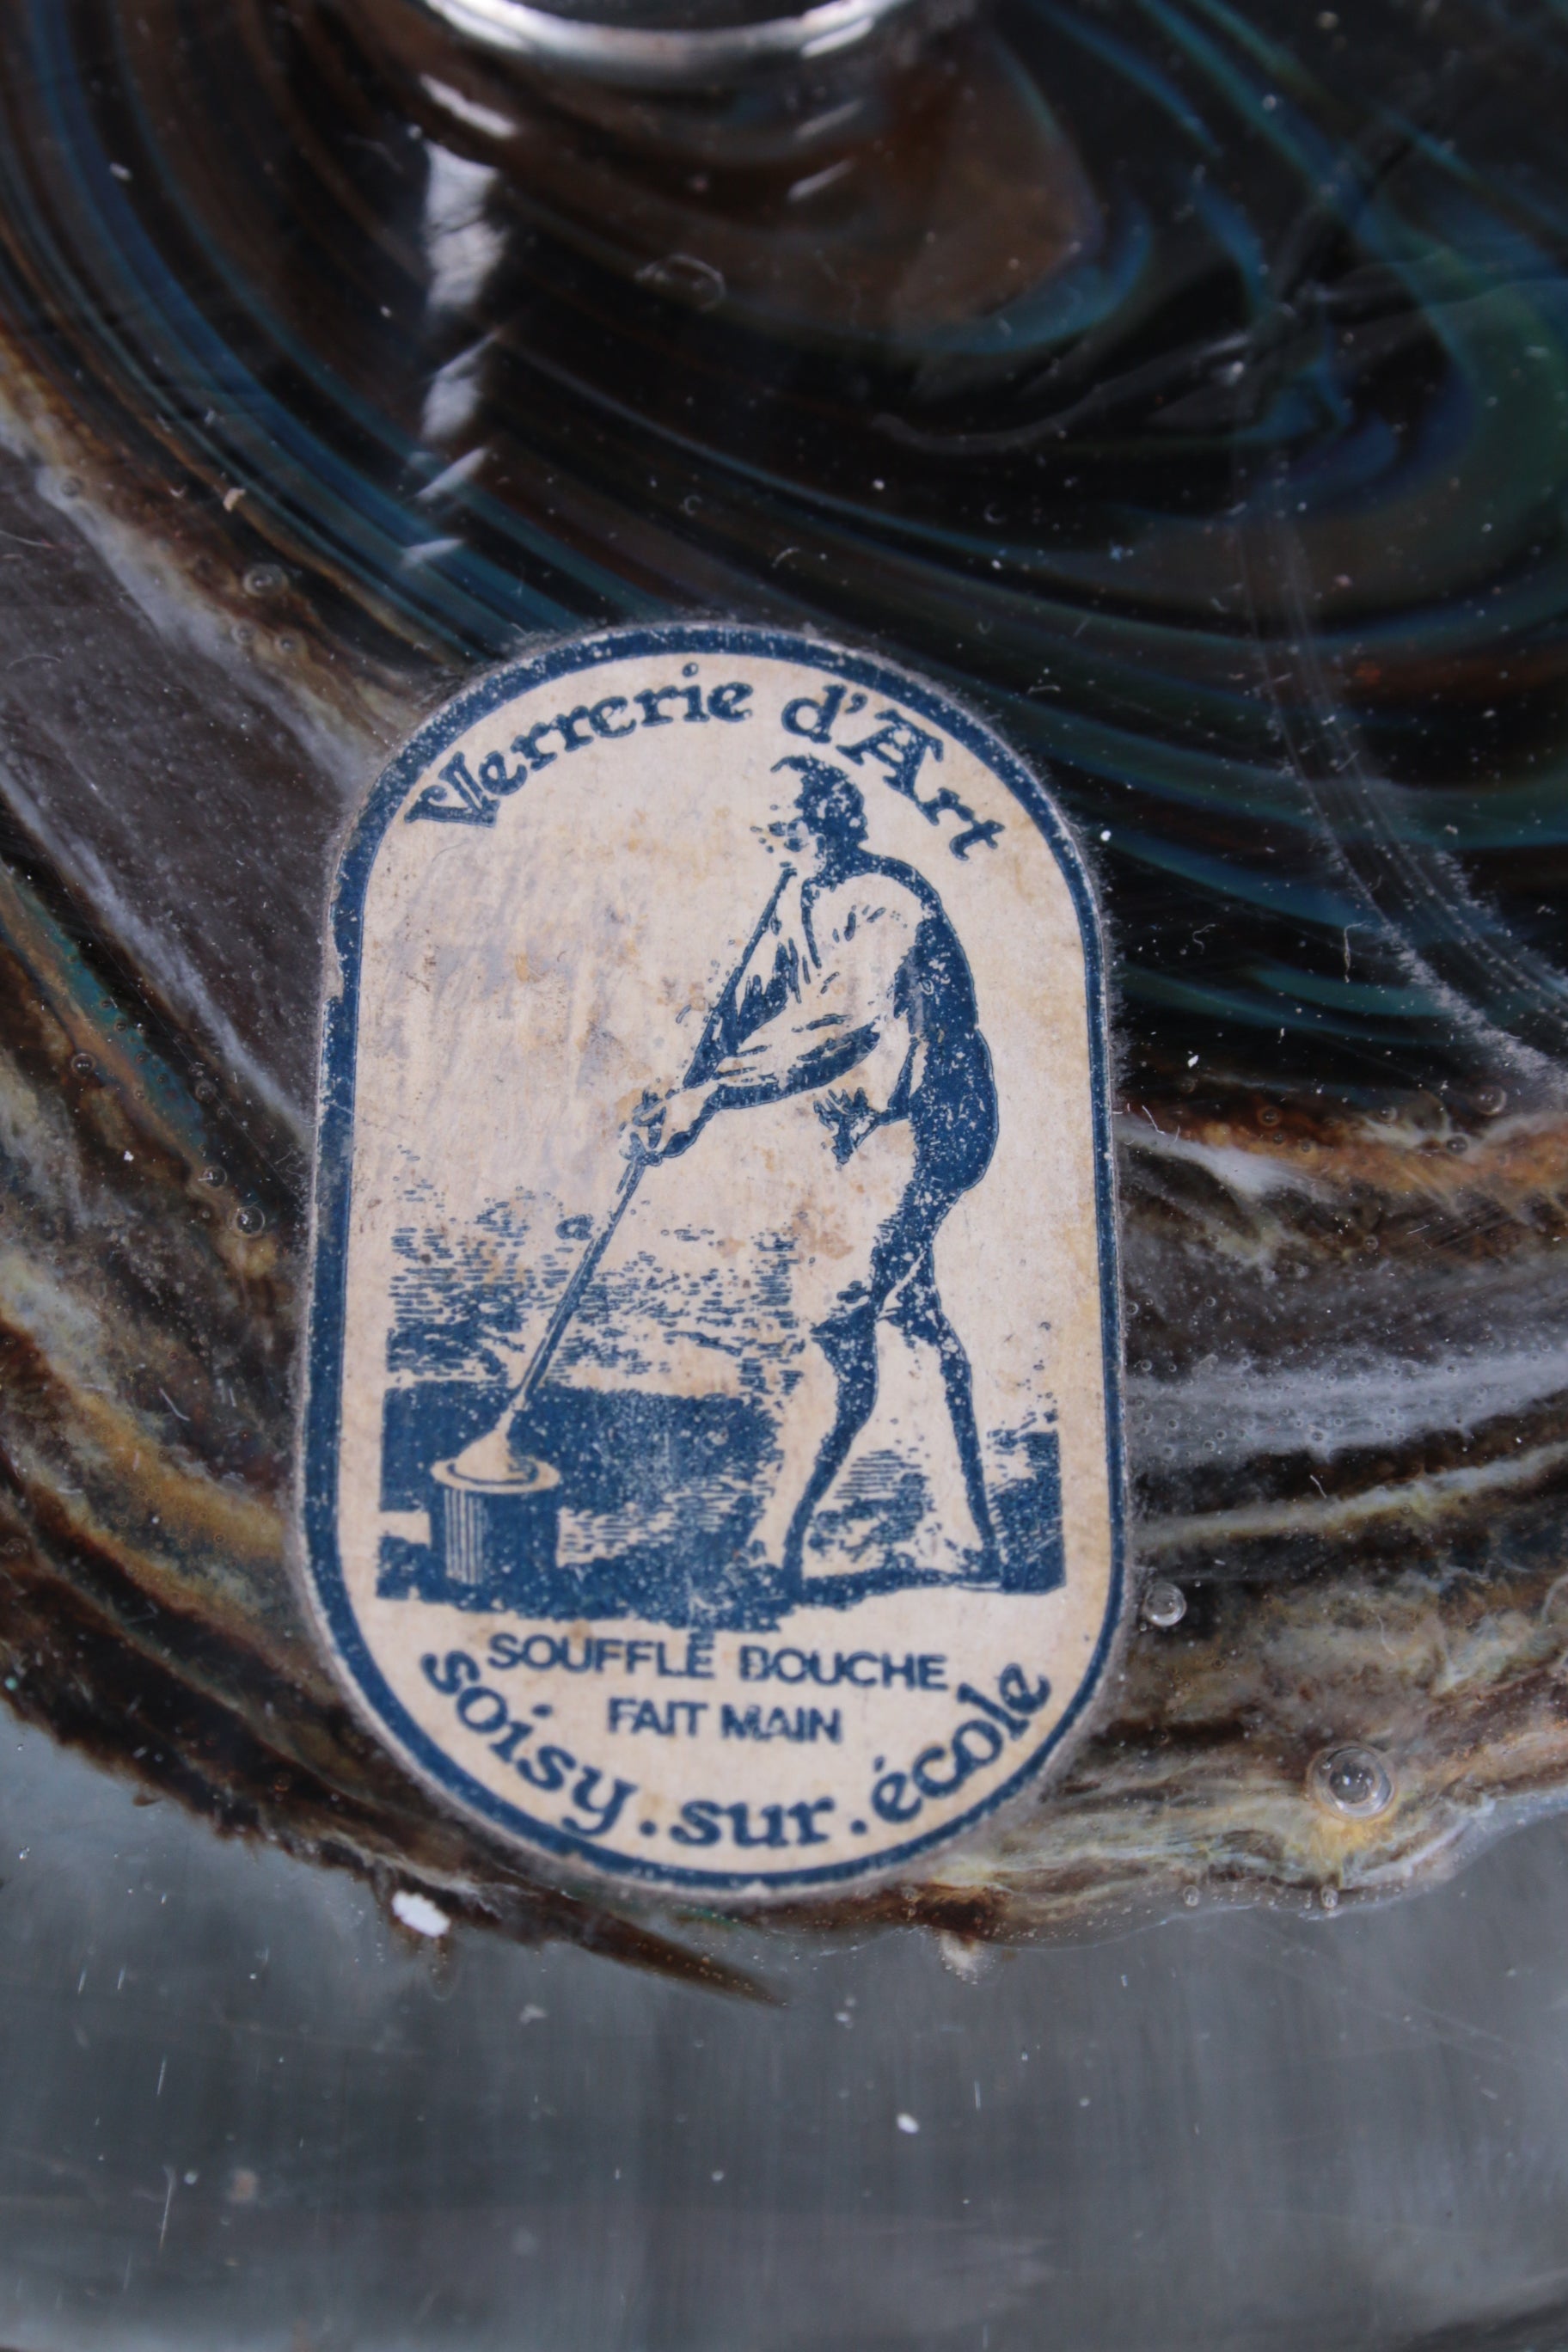 Verrerie d'Art
SOUFFLÉ BOUCHE
FAIT MAIN
soisy.sur.école